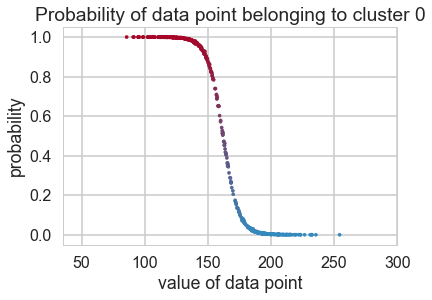 Probability of data point belonging to cluster 0
1.0
0.8
0.6
0.4
0.2
0.0
probability
50 100 150 200 250 300
value of data point